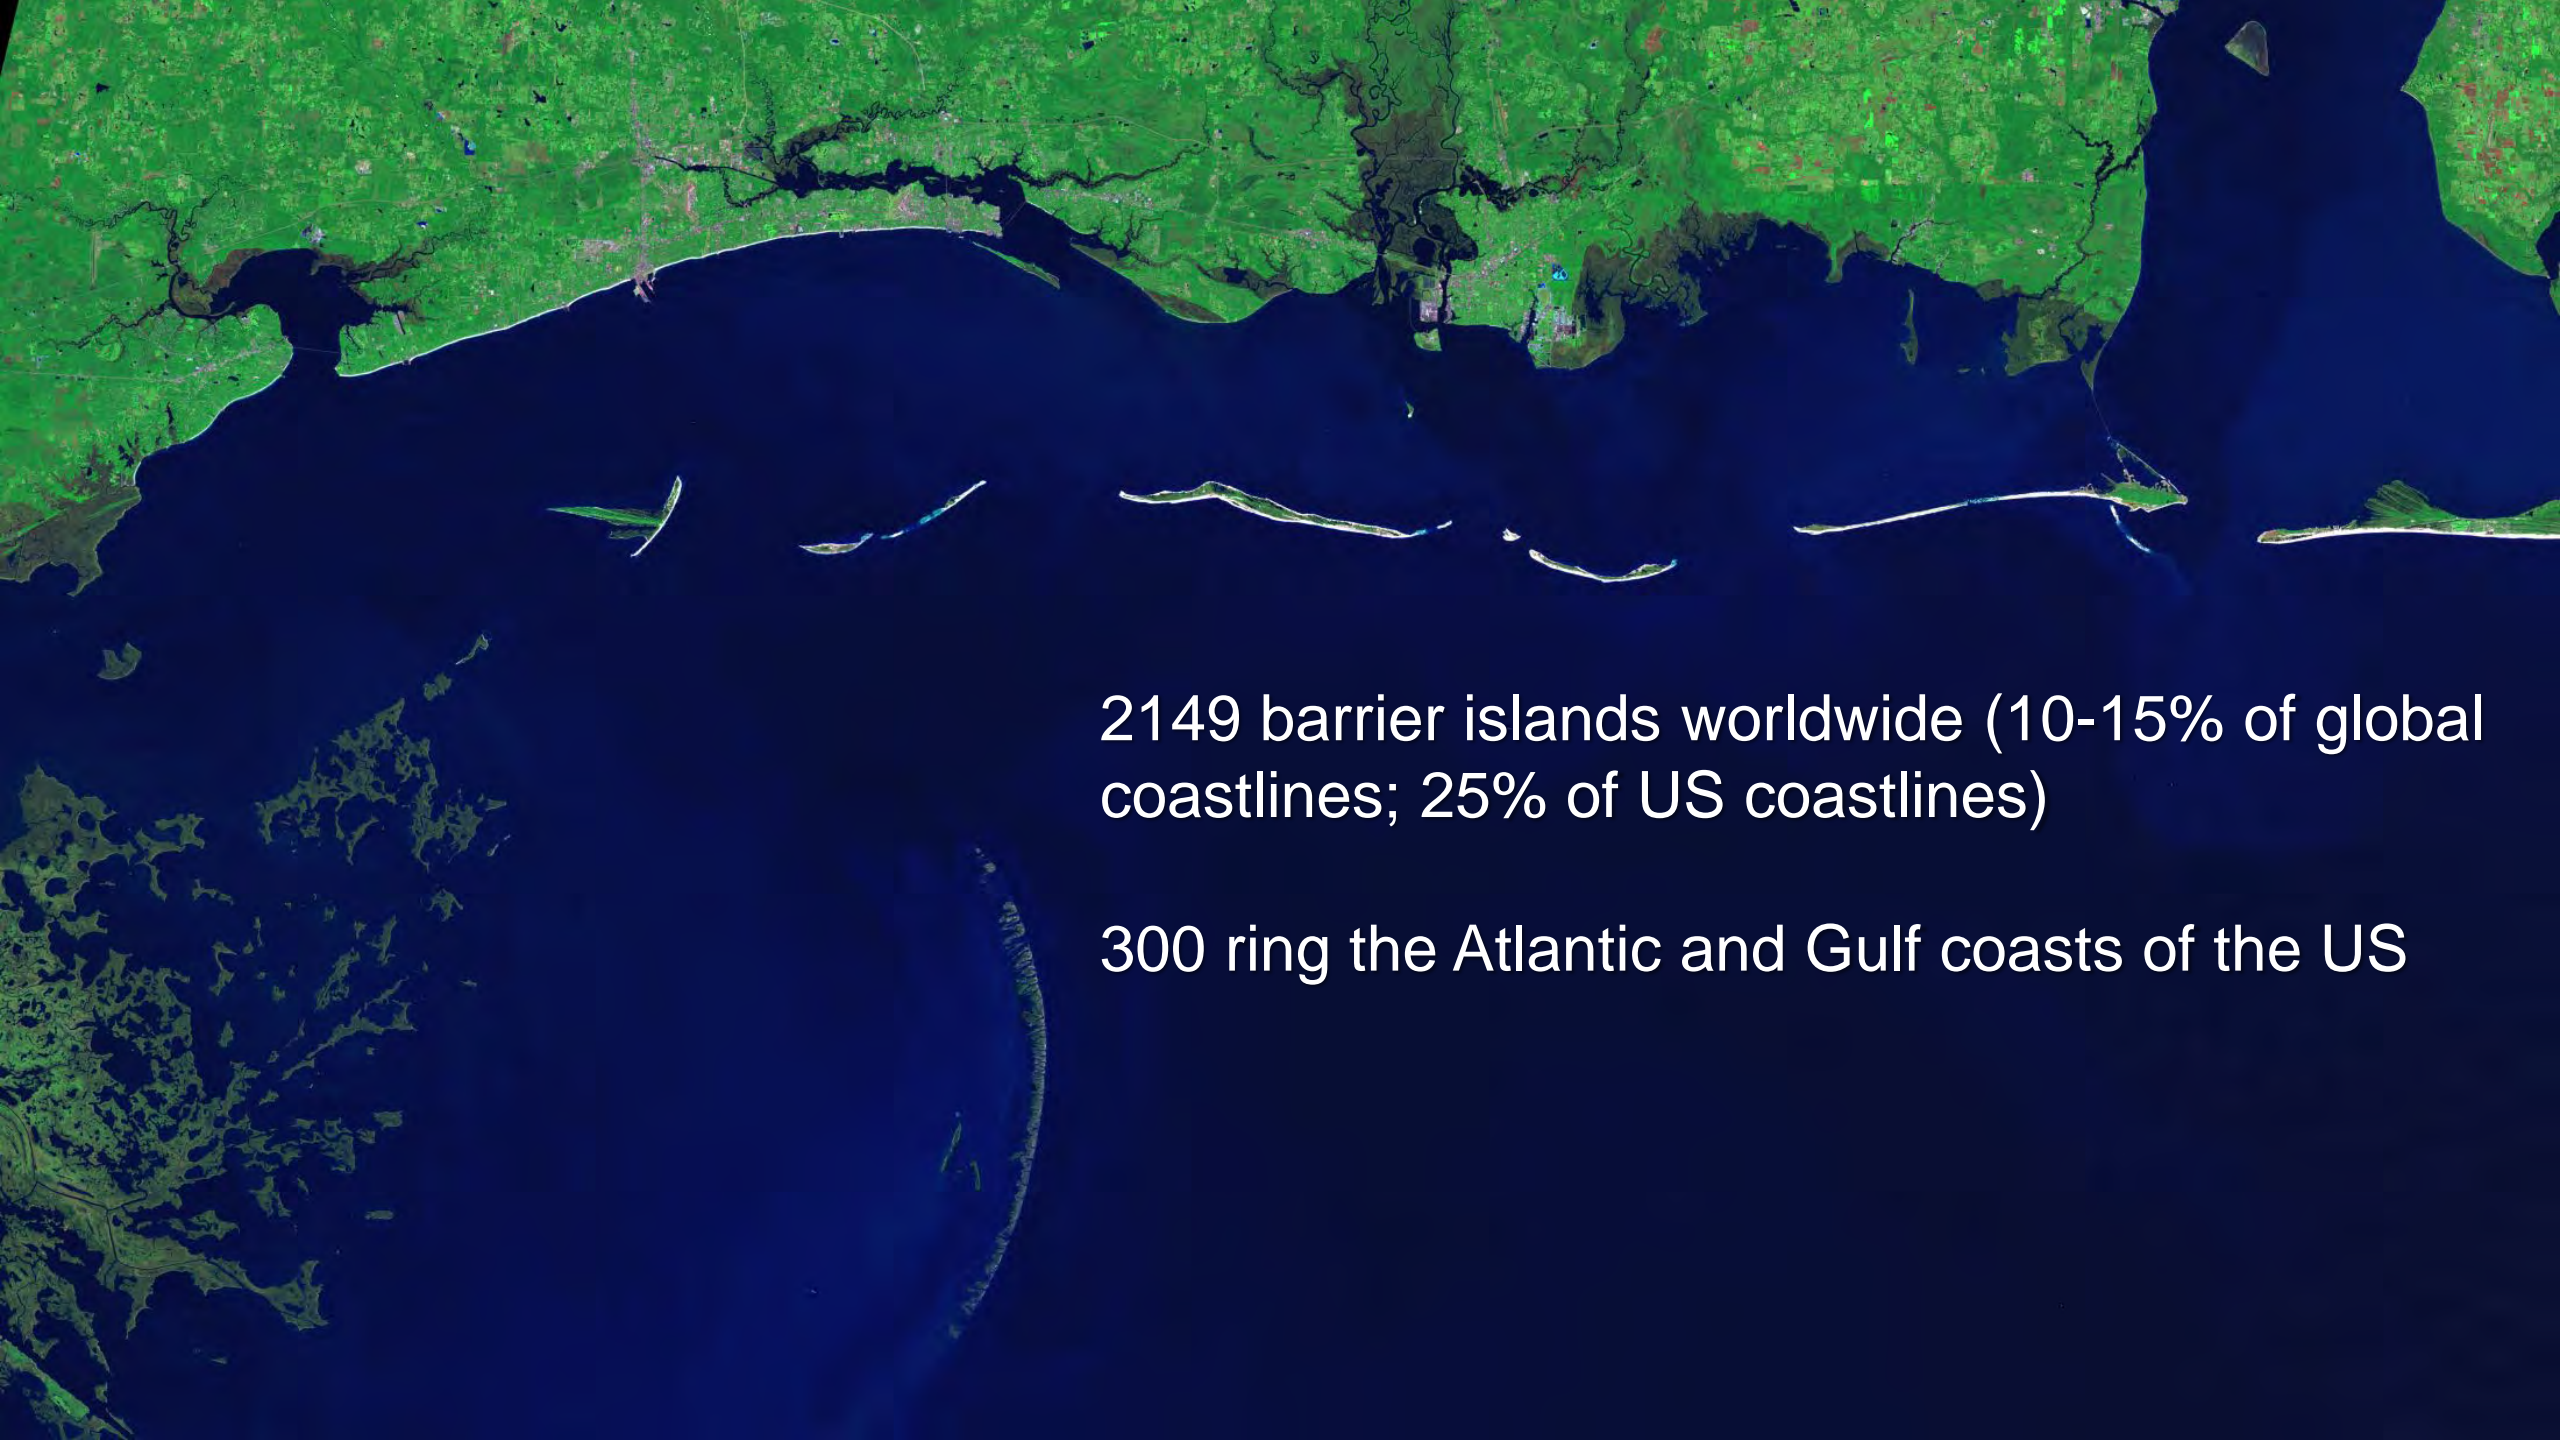 2149 barrier islands worldwide (10-15% of global
coastlines; 25% of US coastlines)
300 ring the Atlantic and Gulf coasts of the US